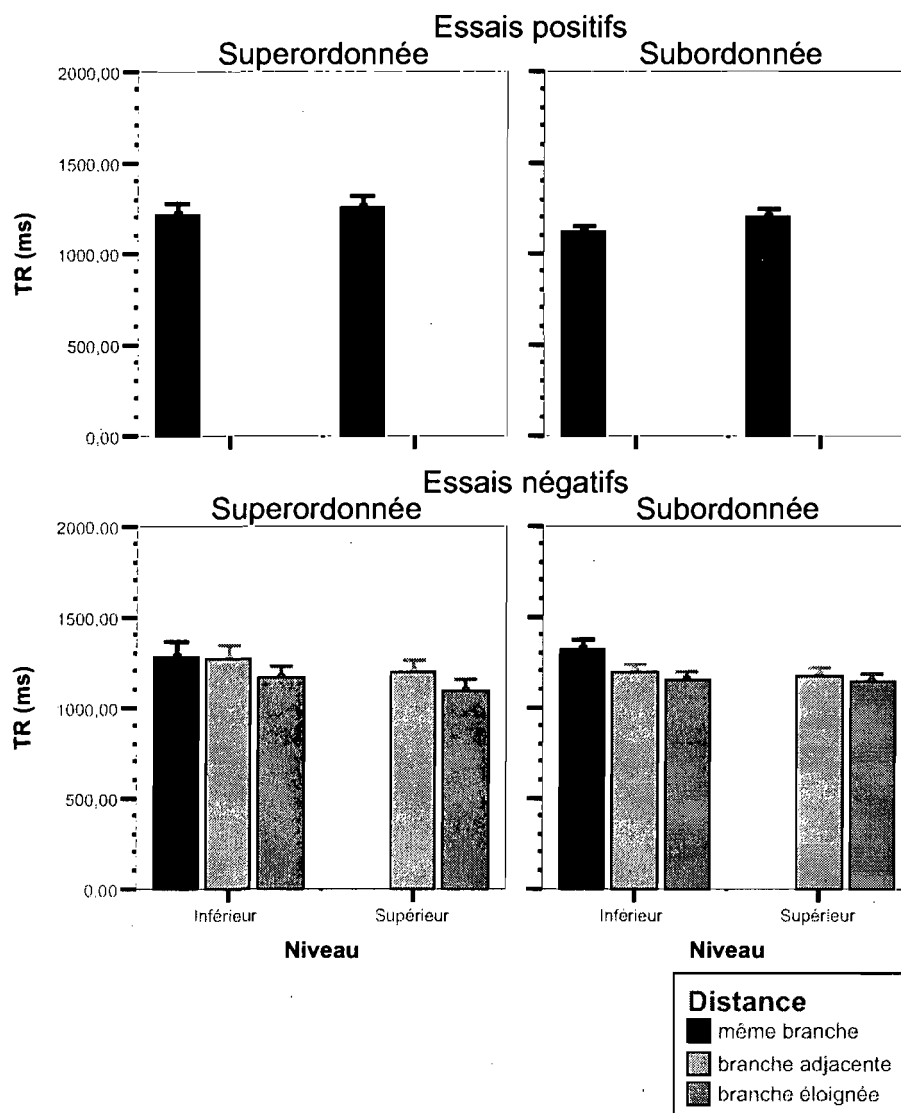 Essais positifs
Superordonnée Subordonnée
2000,00
1500,00
1000,00
500,00
0,00
TR (ms)
Essais négatifs
Superordonnée Subordonnée
2000,00
1500,00
1000,00
500,00
0,00
TR (ms)
Inférieur Supérieur Inférieur Supérieur
Niveau Niveau
Distance
même branche
branche adjacente
branche éloignée